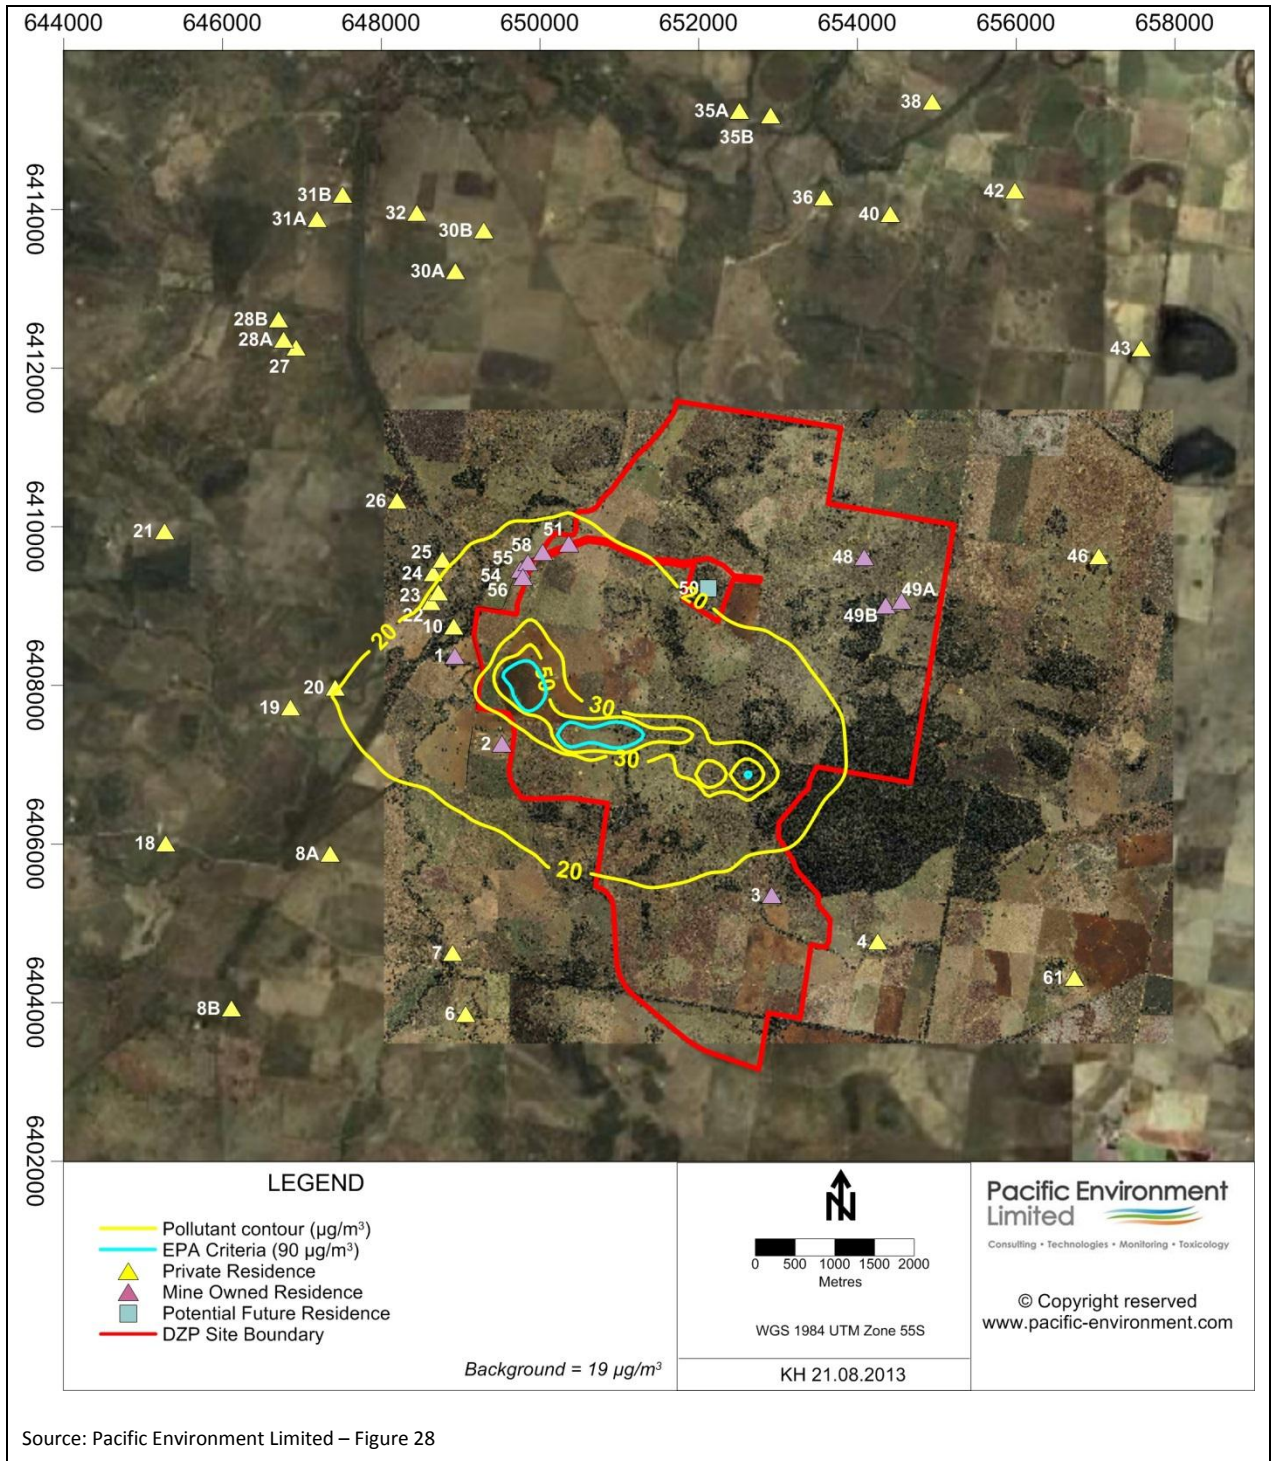 644000 646000 648000 650000 652000 654000 656000 658000
6414000
6412000
6410000
6408000
6406000
6404000
6402000
35A
35B
38
31B
31A
32
30B
30A
36
40
42
28B
28A
27
43
26
21
25
24
23
22
10
1
51
58
55
54
56
59
48
49A
49B
46
20
19
2
18
8A
3
7
4
61
8B
6
20
20
20
50
30
30
LEGEND
Pollutant contour (µg/m³)
EPA Criteria (90 µg/m³)
Private Residence
Mine Owned Residence
Potential Future Residence
DZP Site Boundary
Background = 19 µg/m³
N
0 500 1000 1500 2000
Metres
WGS 1984 UTM Zone 55S
KH 21.08.2013
Pacific Environment
Limited
Consulting • Technologies • Monitoring • Toxicology
© Copyright reserved
www.pacific-environment.com
Source: Pacific Environment Limited – Figure 28